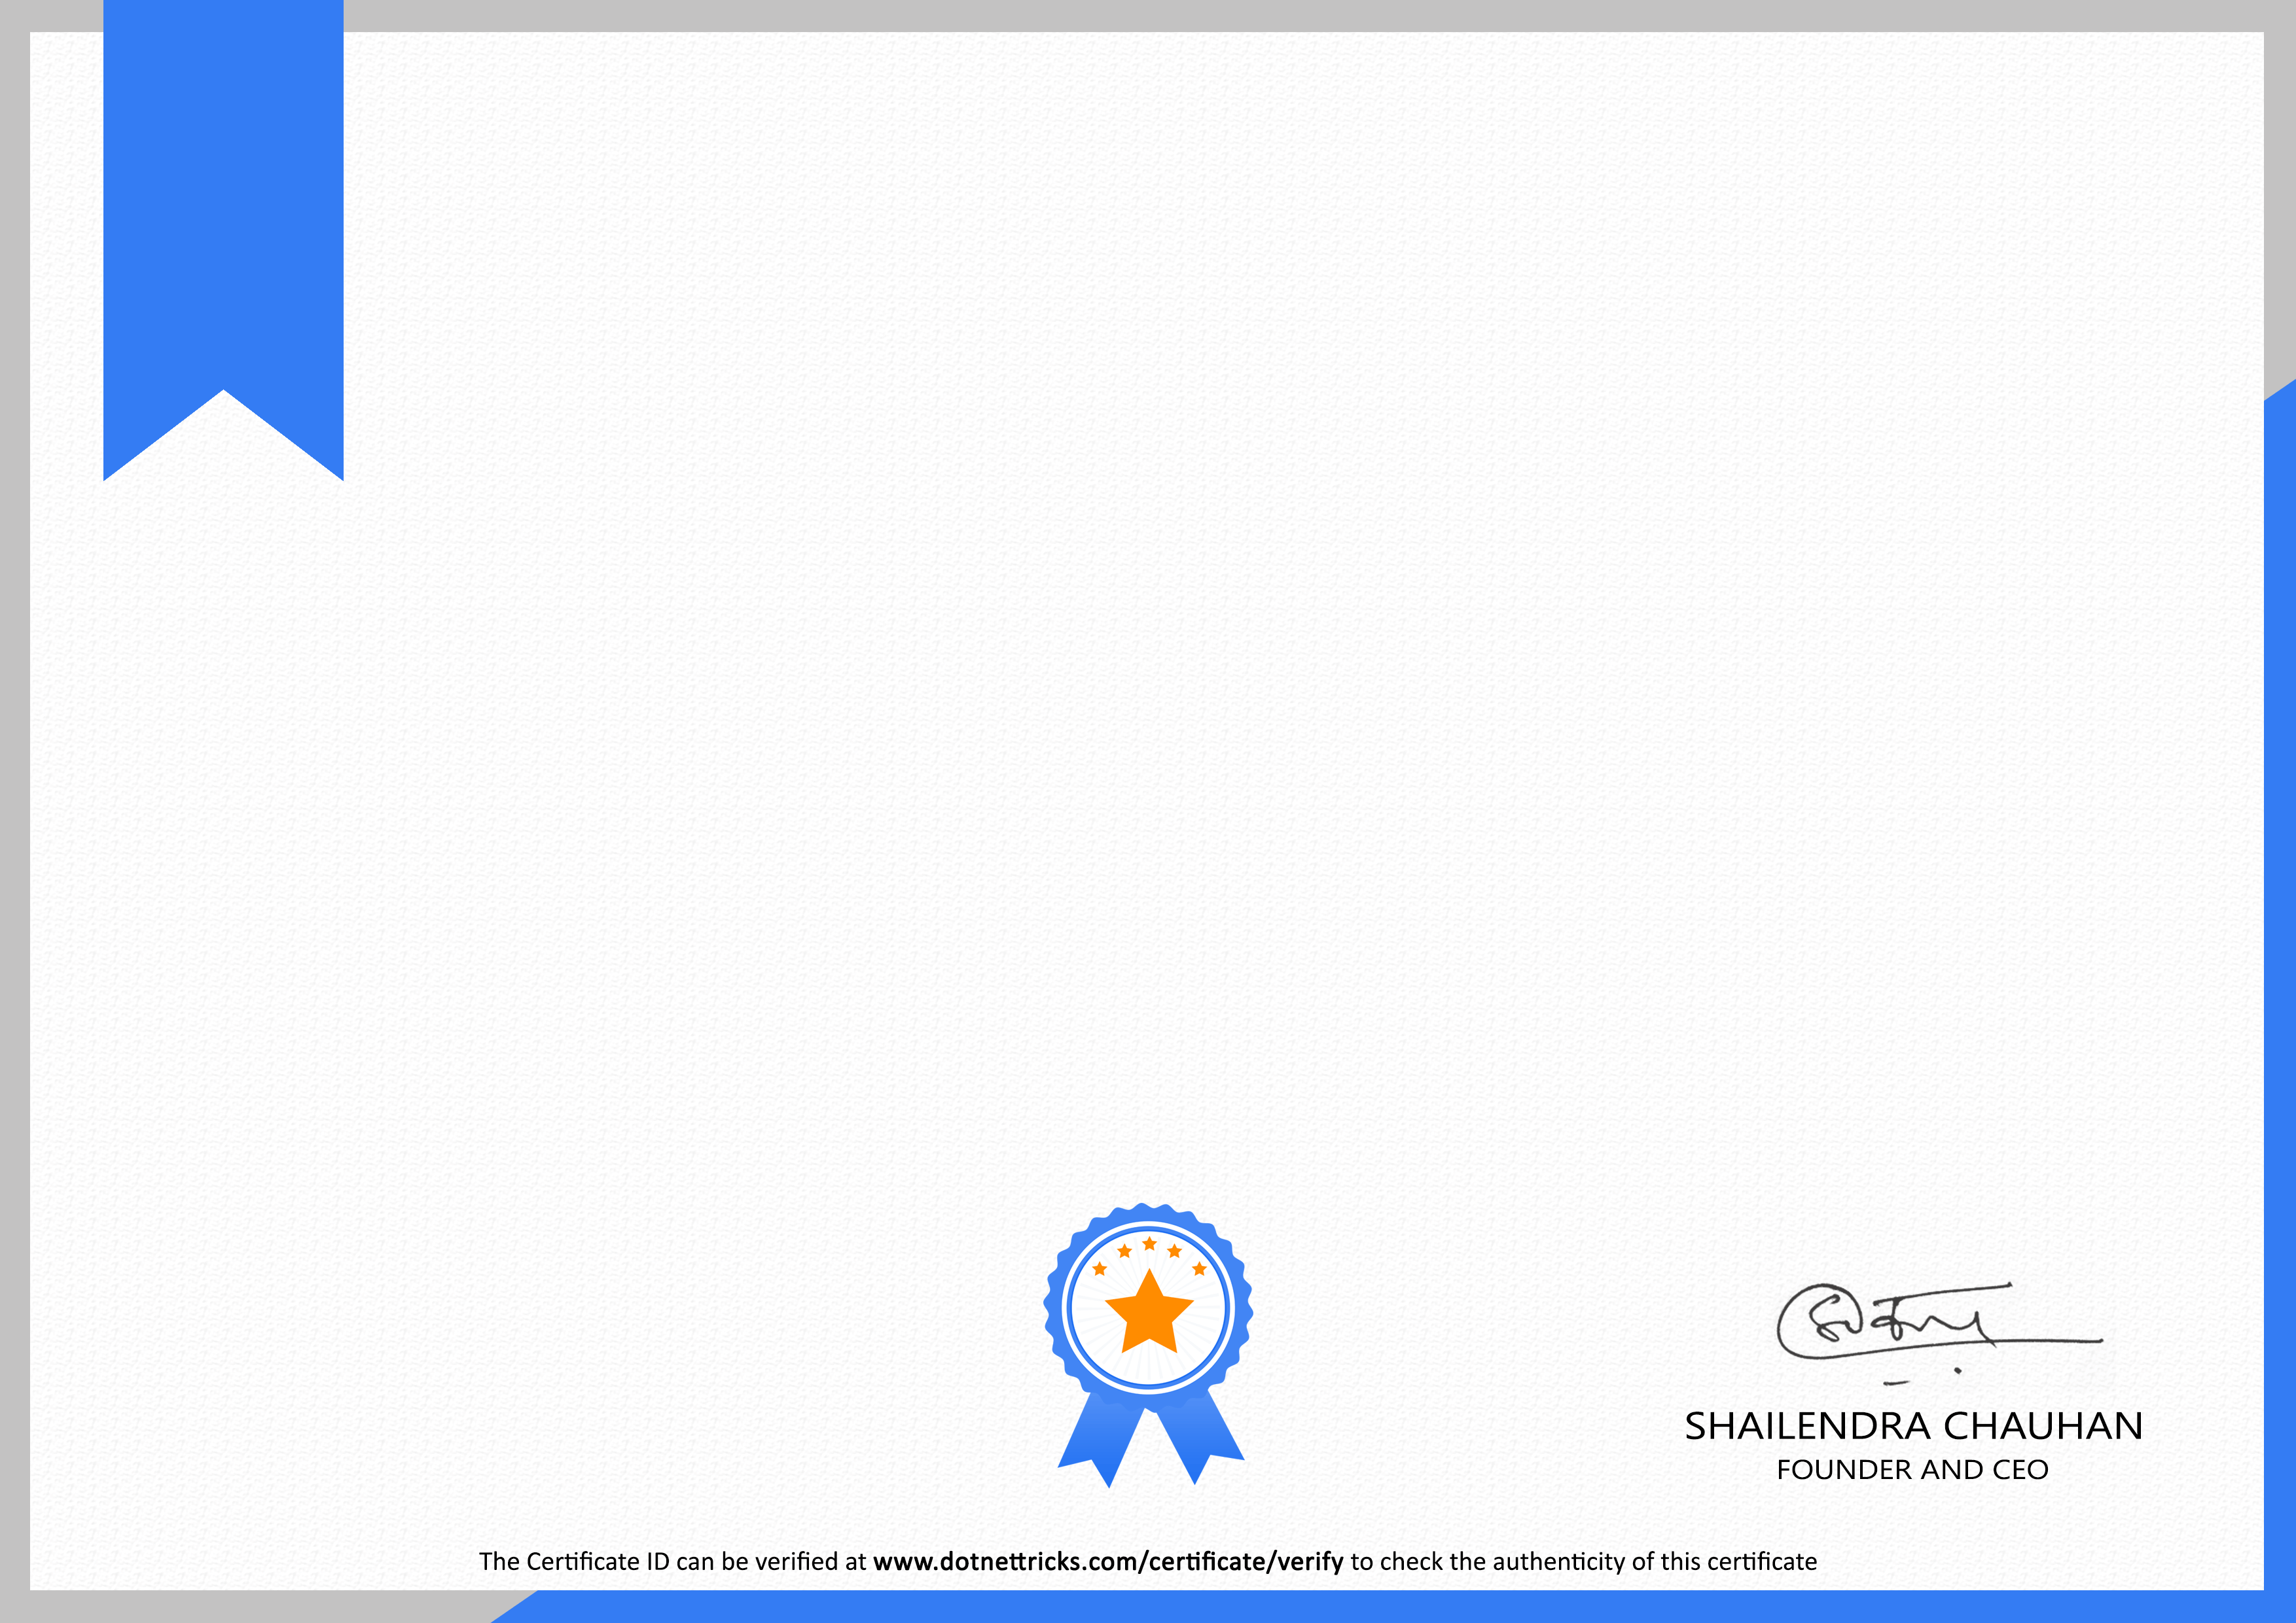 SHAILENDRA CHAUHAN
FOUNDER AND CEO
The Certificate ID can be verified at www.dotnettricks.com/certificate/verify to check the authenticity of this certificate